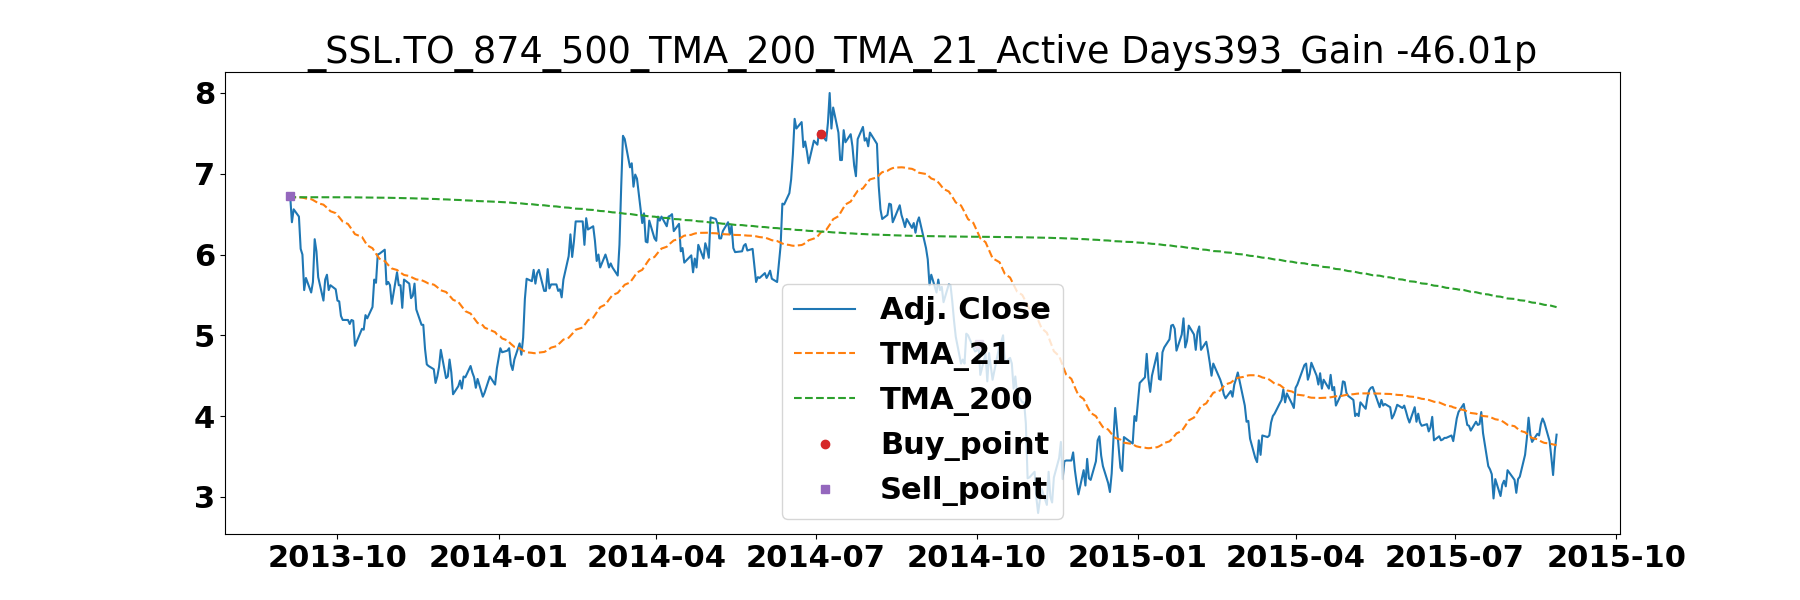 _SSL.TO_874_500_TMA_200_TMA_21_Active Days393_Gain -46.01p
8
7
6
5
4
3
Adj. Close
TMA_21
TMA_200
Buy_point
Sell_point
2013-10 2014-01 2014-04 2014-07 2014-10 2015-01 2015-04 2015-07 2015-10